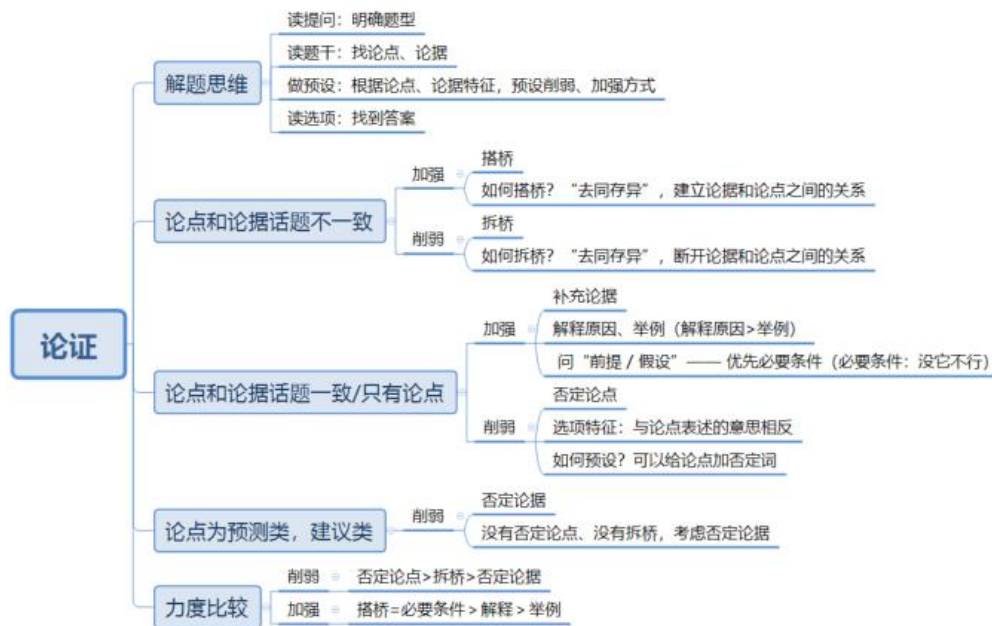 论证
解题思维
读提问：明确题型
读题干：找论点、论据
做预设：根据论点、论据特征，预设削弱、加强方式
读选项：找到答案
论点和论据话题不一致
加强
搭桥
如何搭桥？“去同存异”，建立论据和论点之间的关系
削弱
拆桥
如何拆桥？“去同存异”，断开论据和论点之间的关系
论点和论据话题一致/只有论点
加强
补充论据
解释原因、举例（解释原因>举例）
问“前提 / 假设”—— 优先必要条件（必要条件：没它不行）
削弱
否定论点
选项特征：与论点表述的意思相反
如何预设？可以给论点加否定词
论点为预测类，建议类
削弱
否定论据
没有否定论点、没有拆桥，考虑否定论据
力度比较
削弱
否定论点>拆桥>否定论据
加强
搭桥=必要条件>解释>举例